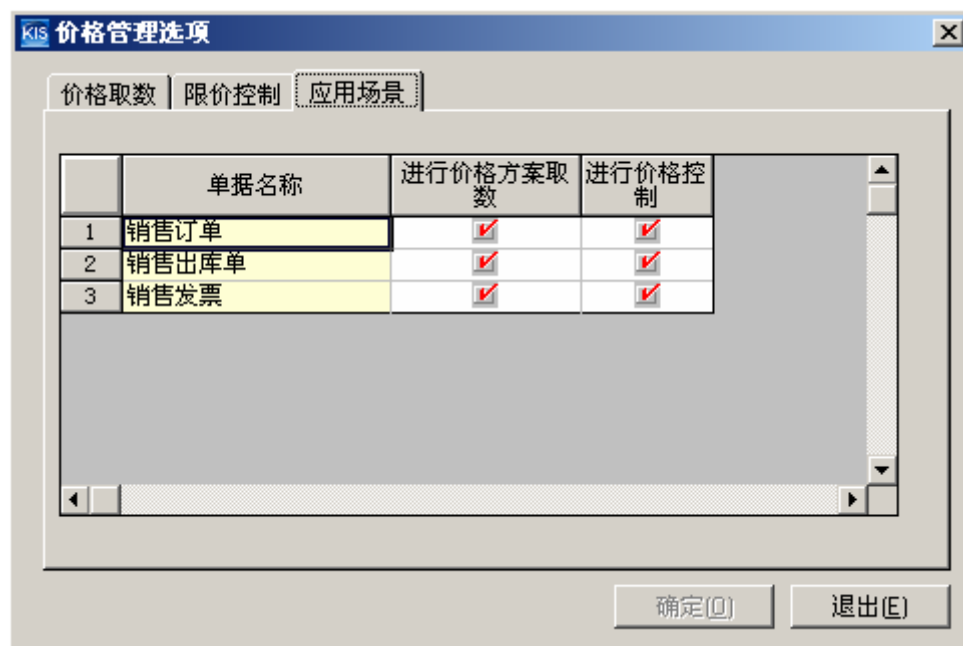 KIS 价格管理选项
价格取数 限价控制 应用场景
单据名称 进行价格方案取数 进行价格控制
1 销售订单
2 销售出库单
3 销售发票
确定(O) 退出(E)